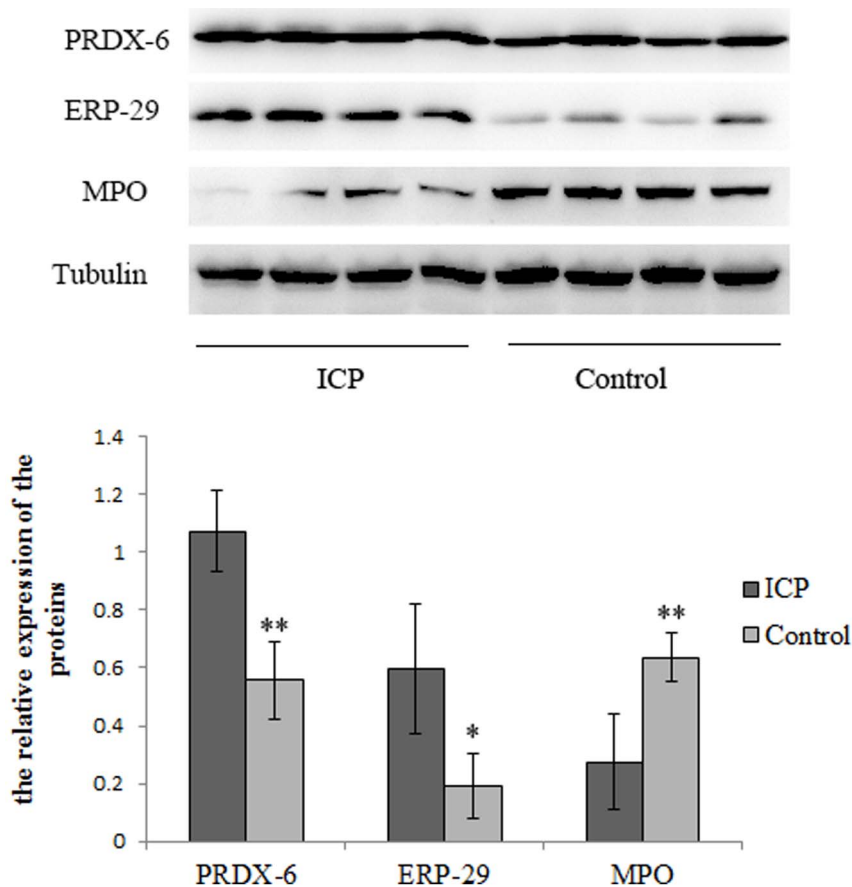 PRDX-6
ERP-29
MPO
Tubulin
ICP Control
the relative expression of the
proteins
1.4
1.2
1
0.8
0.6
0.4
0.2
0
**
*
**
ICP
Control
PRDX-6 ERP-29 MPO